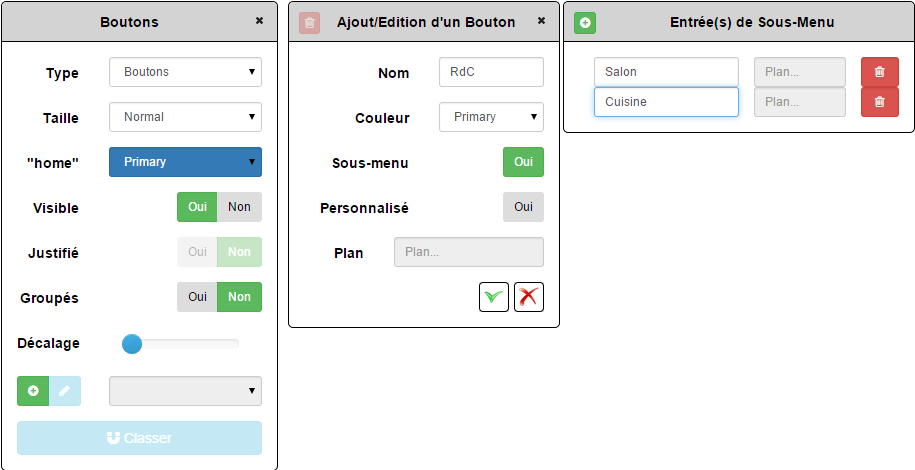 Boutons
Type Boutons
Taille Normal
"home" Primary
Visible Oui Non
Justifié Oui Non
Groupés Oui Non
Décalage
Classer
Ajout/Edition d'un Bouton
Nom RdC
Couleur Primary
Sous-menu Oui
Personnalisé Oui
Plan Plan...
Entrée(s) de Sous-Menu
Salon Plan...
Cuisine Plan...